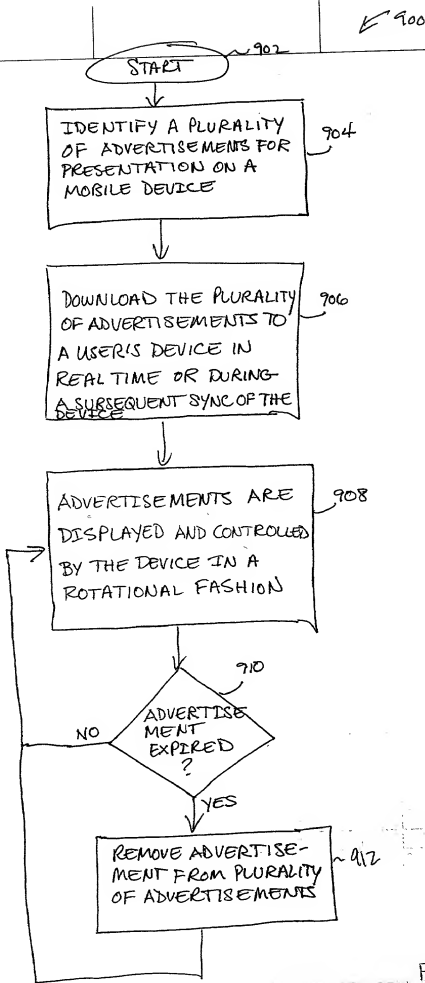 900
902
START
IDENTIFY A PLURALITY
OF ADVERTISEMENTS FOR
PRESENTATION ON A
MOBILE DEVICE
904
DOWNLOAD THE PLURALITY
OF ADVERTISEMENTS TO
A USER'S DEVICE IN
REAL TIME OR DURING
A SUBSEQUENT SYNC OF THE
DEVICE
906
ADVERTISEMENTS ARE
DISPLAYED AND CONTROLLED
BY THE DEVICE IN A
ROTATIONAL FASHION
908
910
ADVERTISE
MENT
EXPIRED
?
NO
YES
REMOVE ADVERTISE-
MENT FROM PLURALITY
OF ADVERTISEMENTS
912